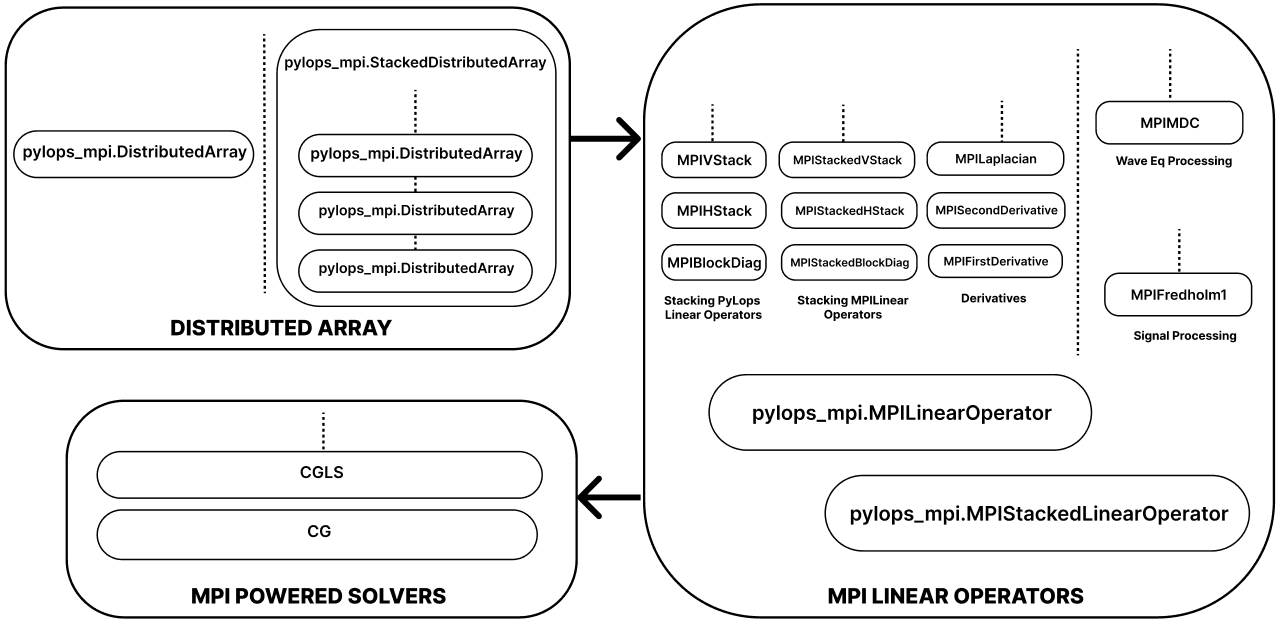 pylops_mpi.DistributedArray
pylops_mpi.StackedDistributedArray
pylops_mpi.DistributedArray
pylops_mpi.DistributedArray
pylops_mpi.DistributedArray
DISTRIBUTED ARRAY
MPIVStack
MPIHStack
MPIBlockDiag
Stacking PyLops
Linear Operators
MPIStackedVStack
MPIStackedHStack
MPIStackedBlockDiag
Stacking MPILinear
Operators
MPILaplacian
MPISecondDerivative
MPIFirstDerivative
Derivatives
MPIMDC
Wave Eq Processing
MPIFredholm1
Signal Processing
pylops_mpi.MPILinearOperator
pylops_mpi.MPIStackedLinearOperator
MPI LINEAR OPERATORS
CGLS
CG
MPI POWERED SOLVERS